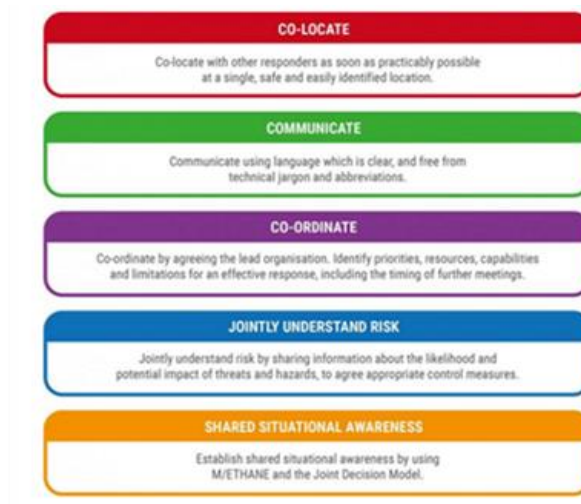 CO-LOCATE
Co-locate with other responders as soon as practicably possible
at a single, safe and easily identified location.
COMMUNICATE
Communicate using language which is clear, and free from
technical jargon and abbreviations.
CO-ORDINATE
Co-ordinate by agreeing the lead organisation. Identify priorities, resources, capabilities
and limitations for an effective response, including the timing of further meetings.
JOINTLY UNDERSTAND RISK
Jointly understand risk by sharing information about the likelihood and
potential impact of threats and hazards, to agree appropriate control measures.
SHARED SITUATIONAL AWARENESS
Establish shared situational awareness by using
M/ETHANE and the Joint Decision Model.